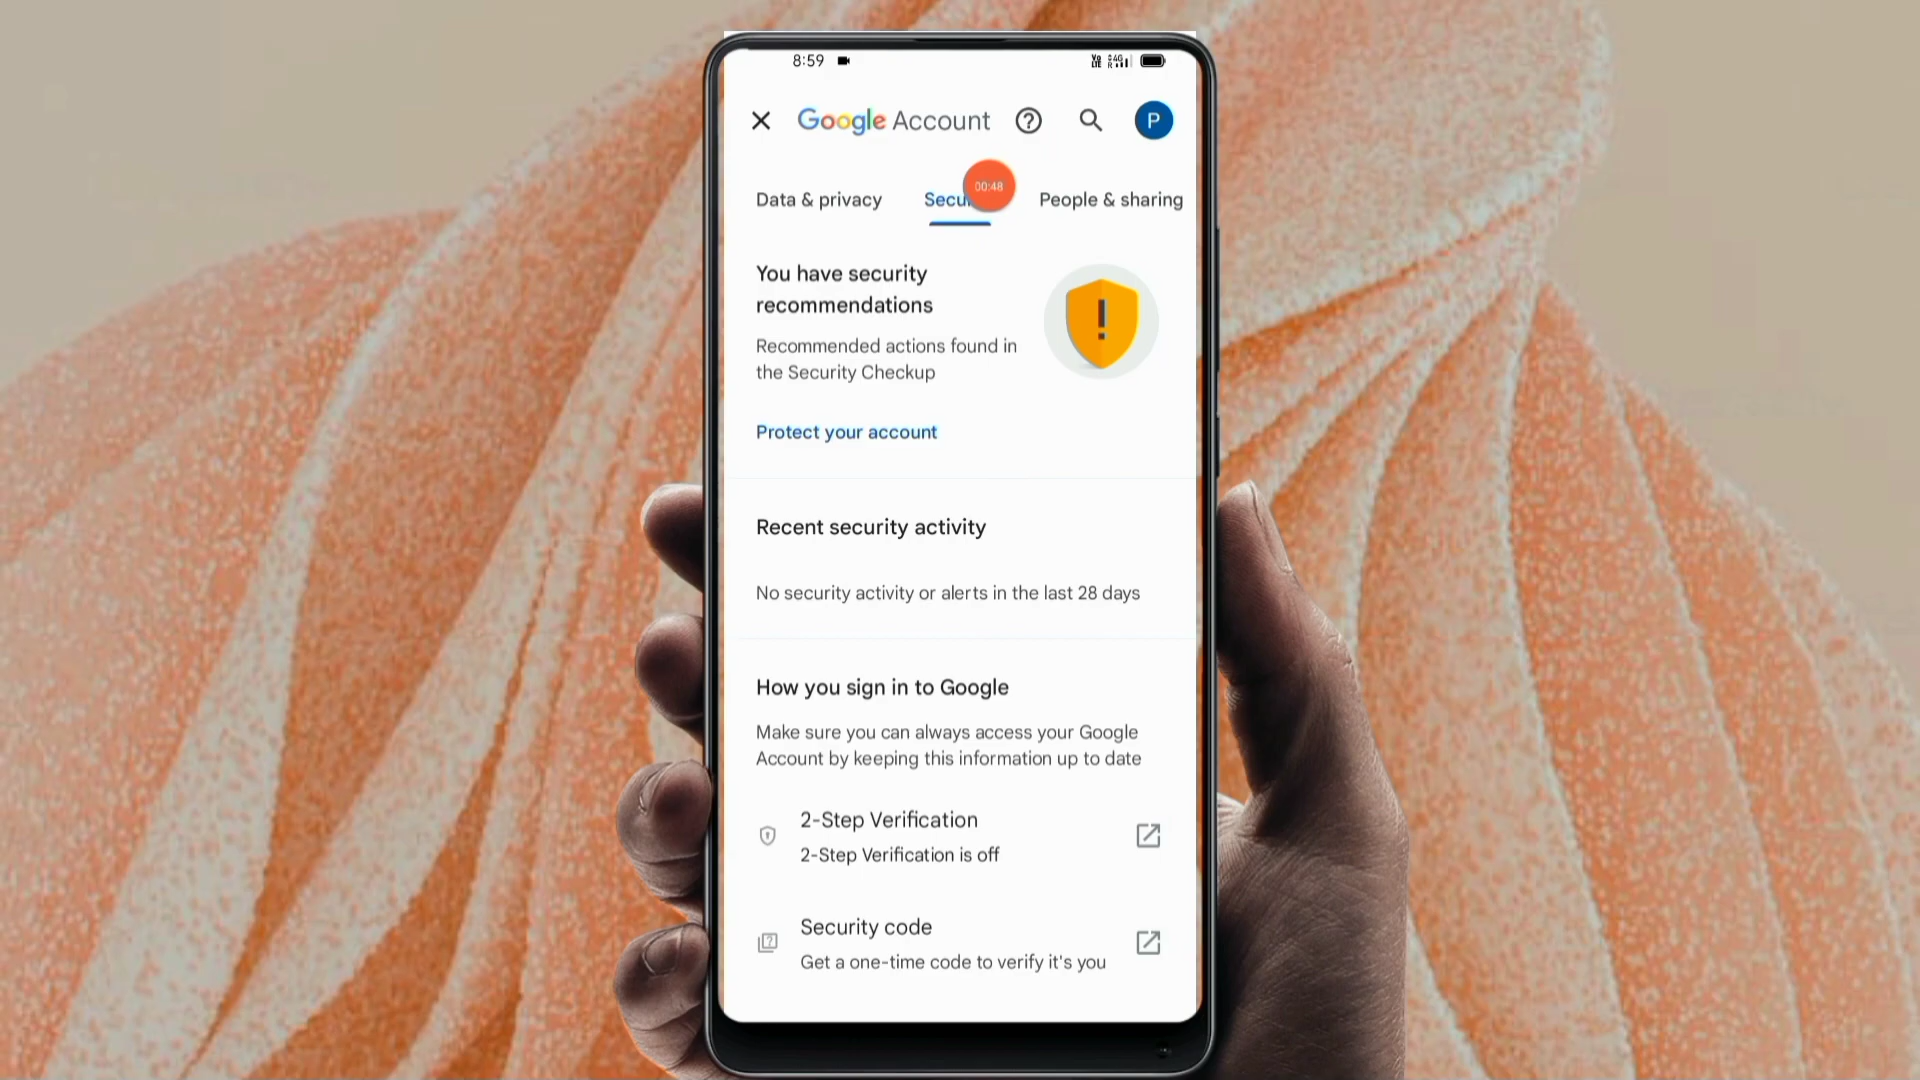 8:59
Google Account
P
Data & privacy
Secu
00:48
People & sharing
You have security
recommendations
Recommended actions found in
the Security Checkup
Protect your account
Recent security activity
No security activity or alerts in the last 28 days
How you sign in to Google
Make sure you can always access your Google
Account by keeping this information up to date
2-Step Verification
2-Step Verification is off
Security code
Get a one-time code to verify it's you